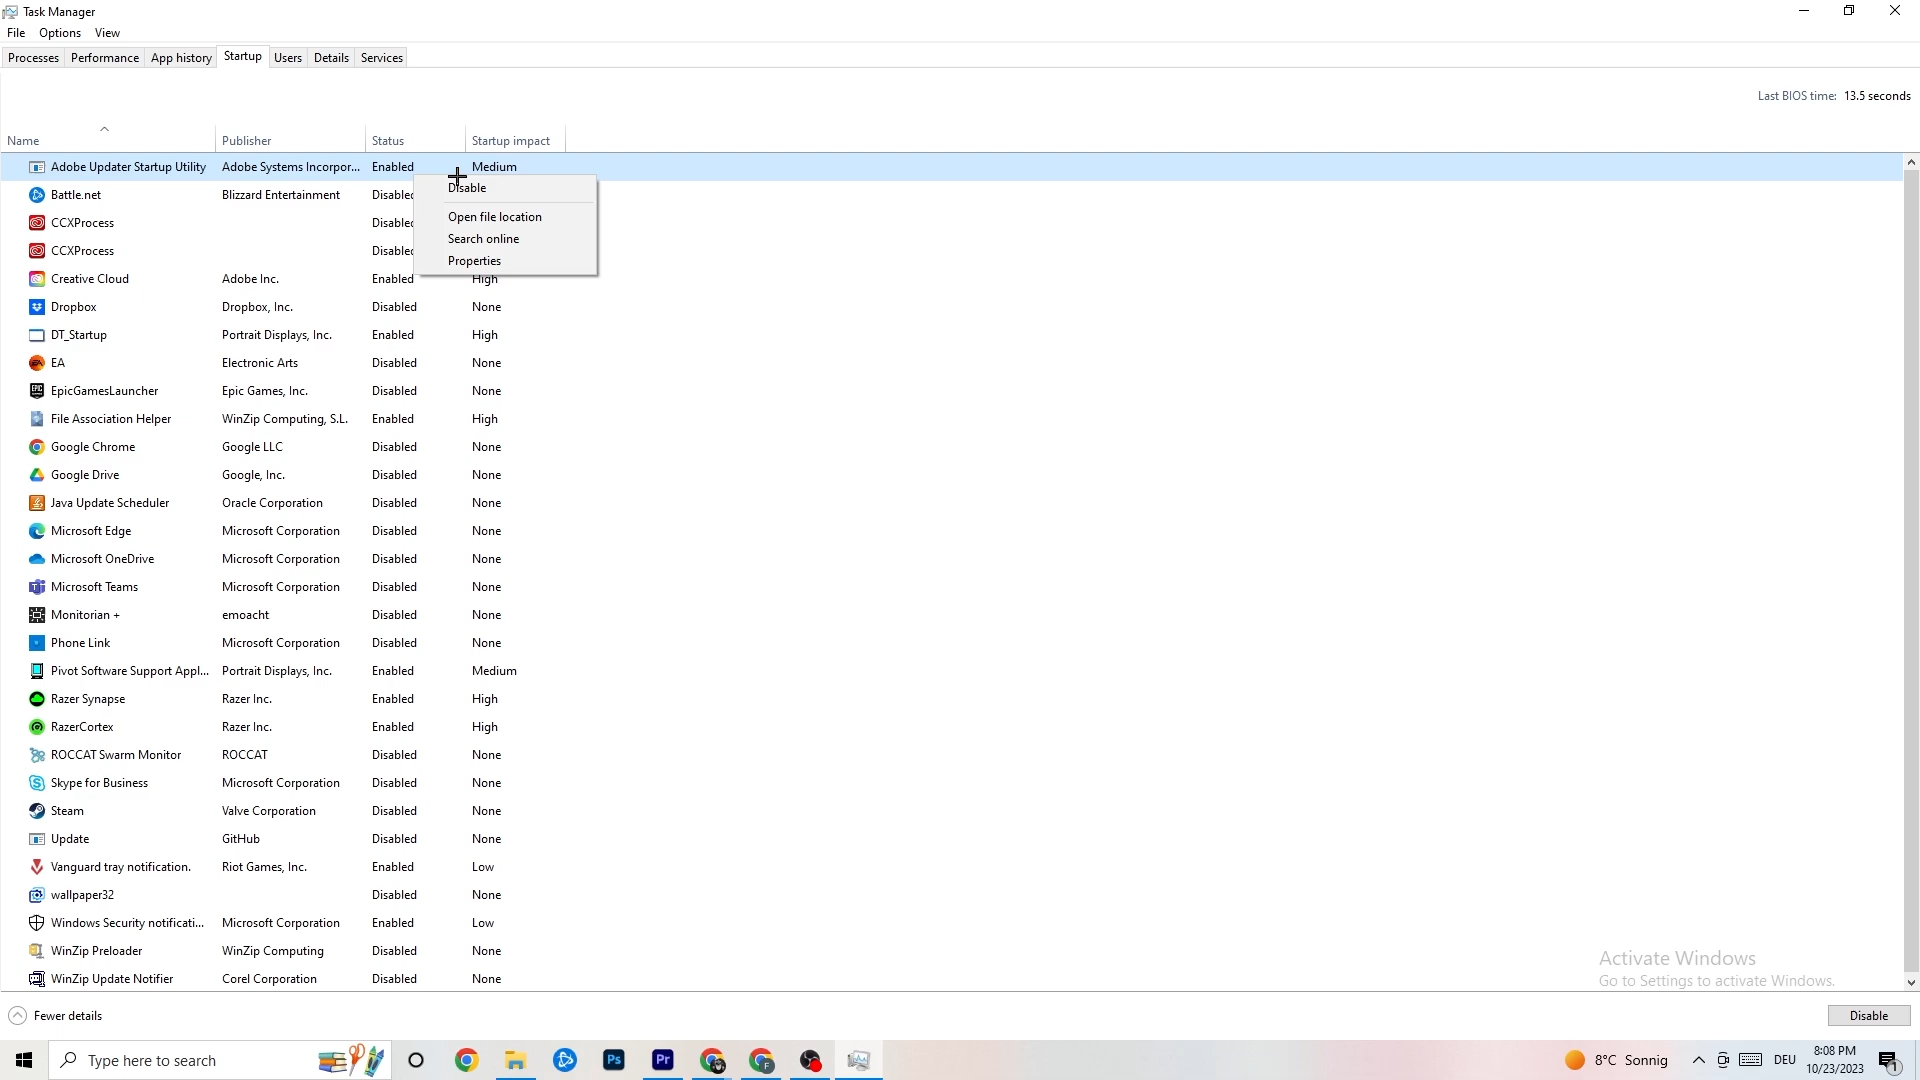 Task Manager
File Options View
Processes Performance App history Startup Users Details Services
Last BIOS time: 13.5 seconds
Name Publisher Status Startup impact
Adobe Updater Startup Utility Adobe Systems Incorpor... Enabled Medium
Battle.net Blizzard Entertainment Disabled
CCXProcess Disabled
CCXProcess Disabled
Disable
Open file location
Search online
Properties
Creative Cloud Adobe Inc. Enabled High
Dropbox Dropbox, Inc. Disabled None
DT_Startup Portrait Displays, Inc. Enabled High
EA Electronic Arts Disabled None
EpicGamesLauncher Epic Games, Inc. Disabled None
File Association Helper WinZip Computing, S.L. Enabled High
Google Chrome Google LLC Disabled None
Google Drive Google, Inc. Disabled None
Java Update Scheduler Oracle Corporation Disabled None
Microsoft Edge Microsoft Corporation Disabled None
Microsoft OneDrive Microsoft Corporation Disabled None
Microsoft Teams Microsoft Corporation Disabled None
Monitorian + emoacht Disabled None
Phone Link Microsoft Corporation Disabled None
Pivot Software Support Appl... Portrait Displays, Inc. Enabled Medium
Razer Synapse Razer Inc. Enabled High
RazerCortex Razer Inc. Enabled High
ROCCAT Swarm Monitor ROCCAT Disabled None
Skype for Business Microsoft Corporation Disabled None
Steam Valve Corporation Disabled None
Update GitHub Disabled None
Vanguard tray notification. Riot Games, Inc. Enabled Low
wallpaper32 Disabled None
Windows Security notificati... Microsoft Corporation Enabled Low
WinZip Preloader WinZip Computing Disabled None
WinZip Update Notifier Corel Corporation Disabled None
Activate Windows
Go to Settings to activate Windows.
Fewer details Disable
Type here to search Ps Pr F 8°C Sonnig DEU 8:08 PM
10/23/2023 1